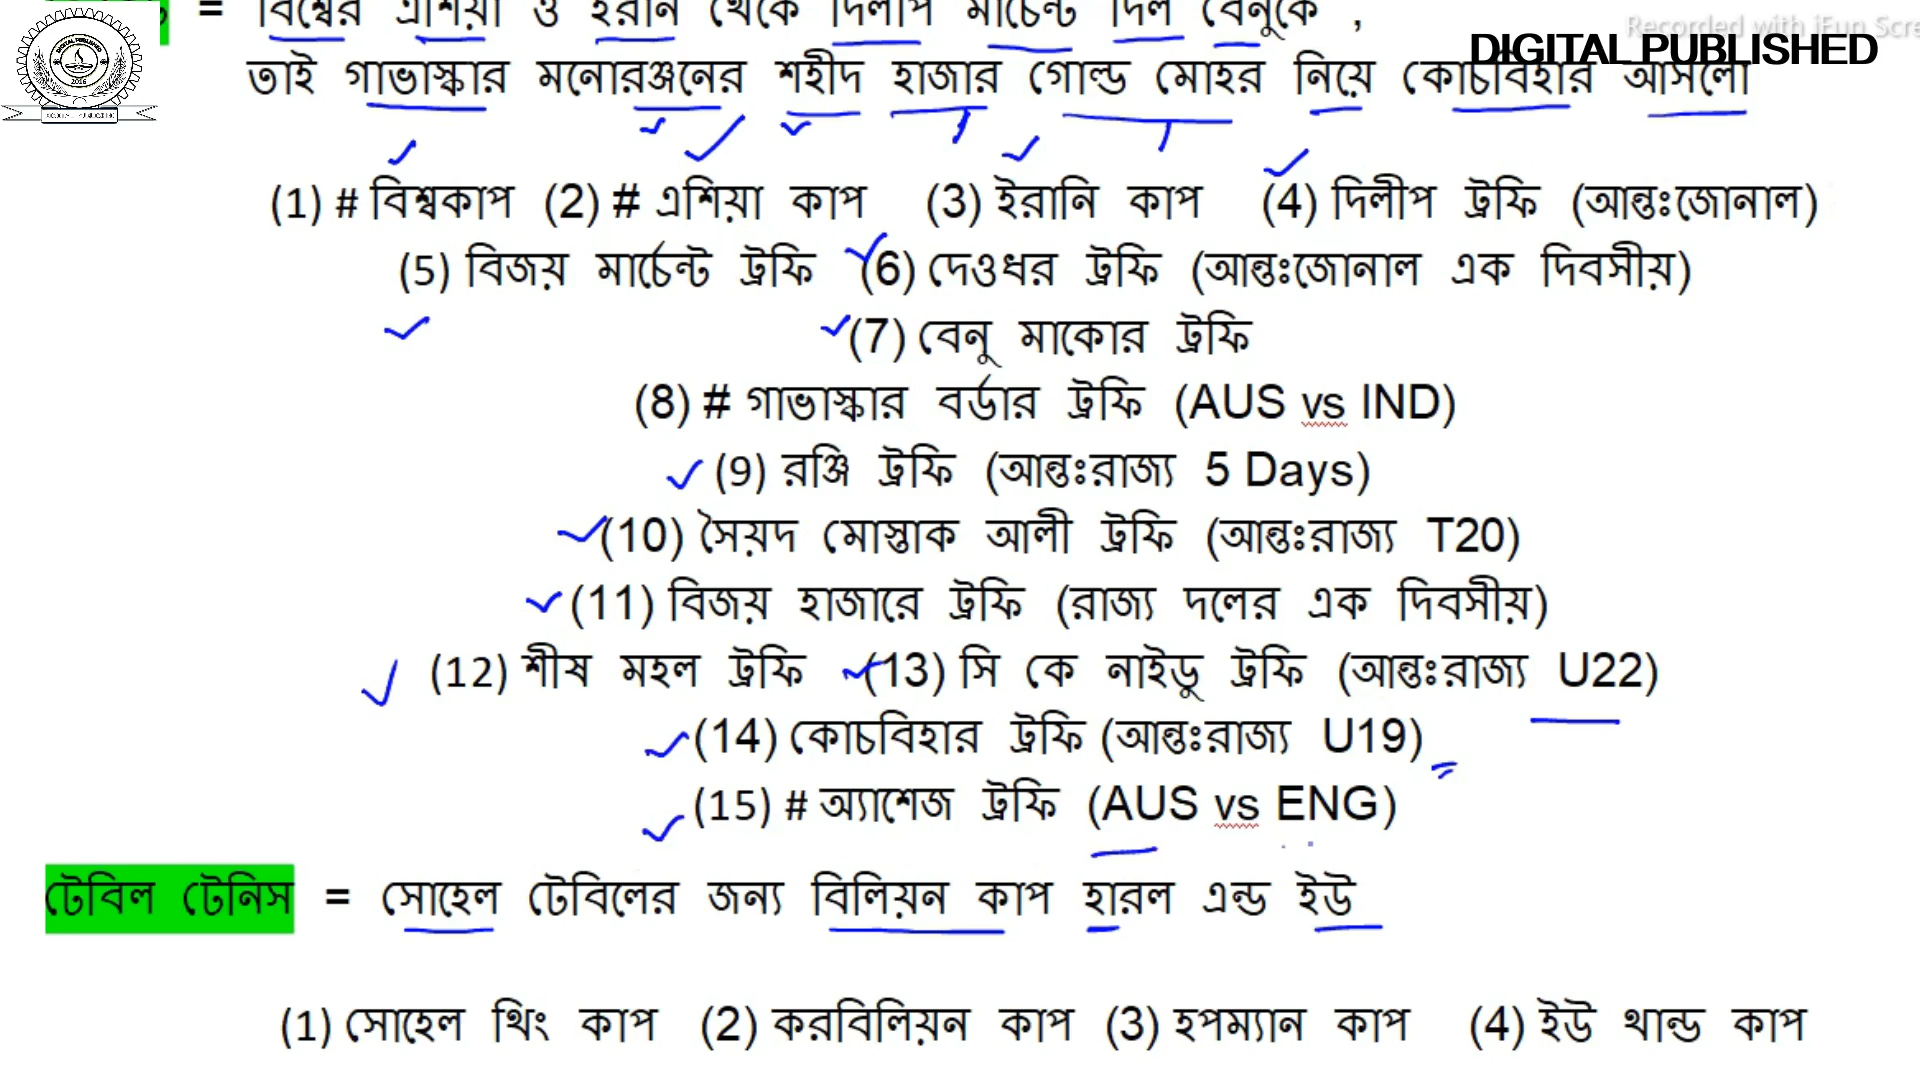 = বিশ্বের এশিয়া ও ইরান থেকে দিলীপ মার্চেন্ট দিল বেনুকে ,
Recorded with iFun Scre
DIGITAL PUBLISHED
তাই গাভাস্কার মনোরঞ্জনের শহীদ হাজার গোল্ড মোহর নিয়ে কোচবিহার আসলো
(1) # বিশ্বকাপ (2) # এশিয়া কাপ (3) ইরানি কাপ (4) দিলীপ ট্রফি (আন্তঃজোনাল)
(5) বিজয় মার্চেন্ট ট্রফি (6) দেওধর ট্রফি (আন্তঃজোনাল এক দিবসীয়)
(7) বেনু মাকোর ট্রফি
(8) # গাভাস্কার বর্ডার ট্রফি (AUS vs IND)
(9) রঞ্জি ট্রফি (আন্তঃরাজ্য 5 Days)
(10) সৈয়দ মোস্তাক আলী ট্রফি (আন্তঃরাজ্য T20)
(11) বিজয় হাজারে ট্রফি (রাজ্য দলের এক দিবসীয়)
(12) শীষ মহল ট্রফি (13) সি কে নাইডু ট্রফি (আন্তঃরাজ্য U22)
(14) কোচবিহার ট্রফি (আন্তঃরাজ্য U19)
(15) # অ্যাশেজ ট্রফি (AUS vs ENG)
টেবিল টেনিস = সোহেল টেবিলের জন্য বিলিয়ন কাপ হারল এন্ড ইউ
(1) সোহেল থিং কাপ (2) করবিলিয়ন কাপ (3) হপম্যান কাপ (4) ইউ থান্ড কাপ